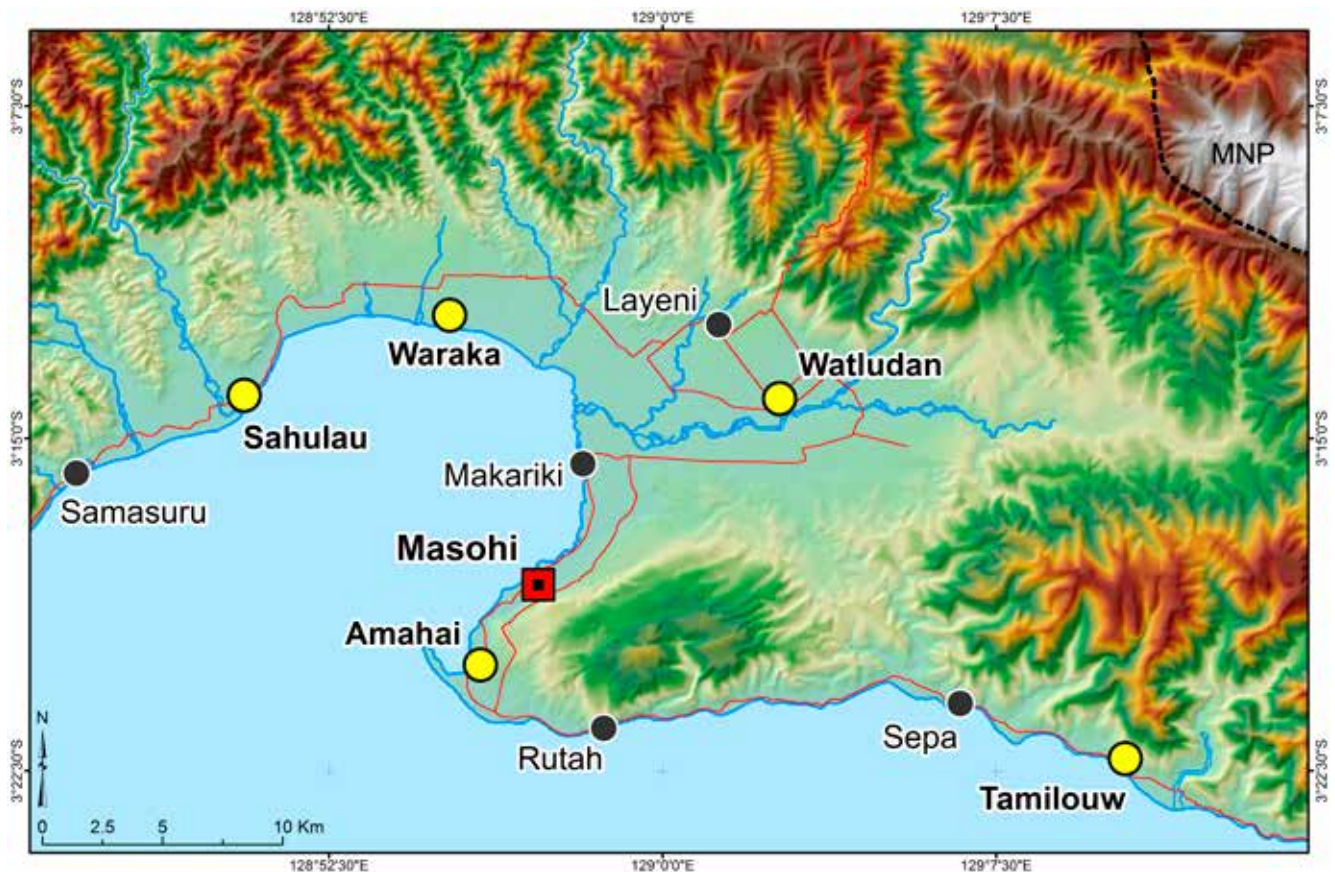 128°52'30"E 129°0'0"E 129°7'30"E
3°7'30"S 3°7'30"S
MNP
Layeni
Waraka
Watludan
Sahulau
3°15'0"S 3°15'0"S
Makariki
Samasuru
Masohi
Amahai
N
Rutah
Sepa
3°22'30"S 3°22'30"S
Tamilouw
0 2.5 5 10 Km
128°52'30"E 129°0'0"E 129°7'30"E